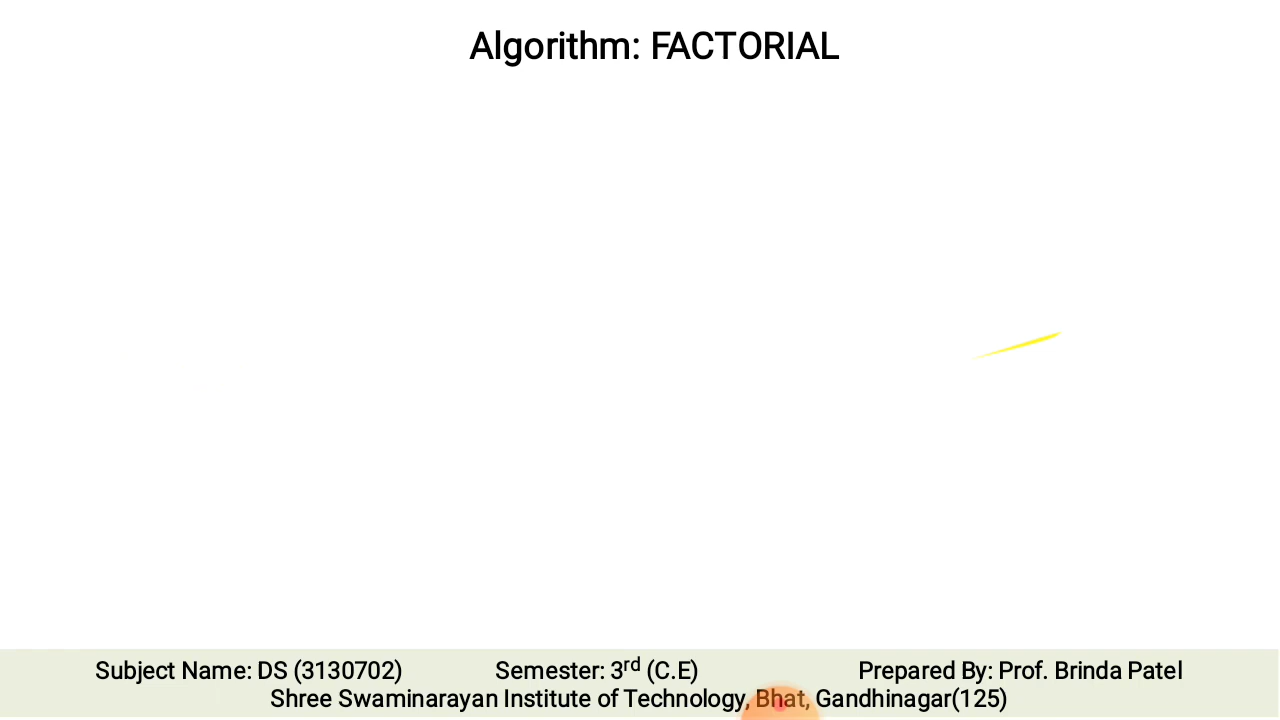 Algorithm: FACTORIAL
Subject Name: DS (3130702) Semester: 3rd (C.E) Prepared By: Prof. Brinda Patel
Shree Swaminarayan Institute of Technology, Bhat, Gandhinagar(125)